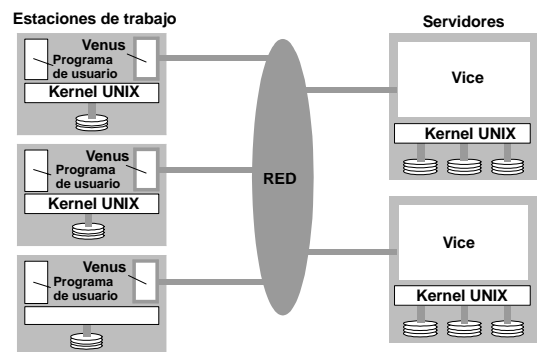 Estaciones de trabajo
Venus
Programa
de usuario
Kernel UNIX
Venus
Programa
de usuario
Kernel UNIX
Venus
Programa
de usuario
RED
Servidores
Vice
Kernel UNIX
Vice
Kernel UNIX